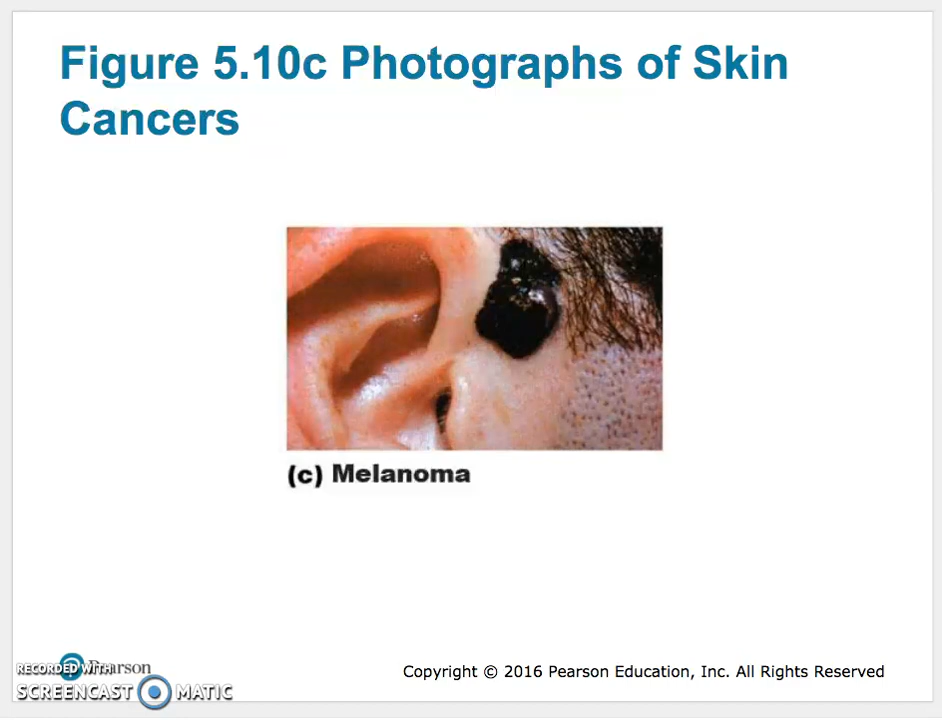 Figure 5.10c Photographs of Skin
Cancers
(c) Melanoma
RECORDED WITH
Pearson
SCREENCAST MATIC
Copyright © 2016 Pearson Education, Inc. All Rights Reserved